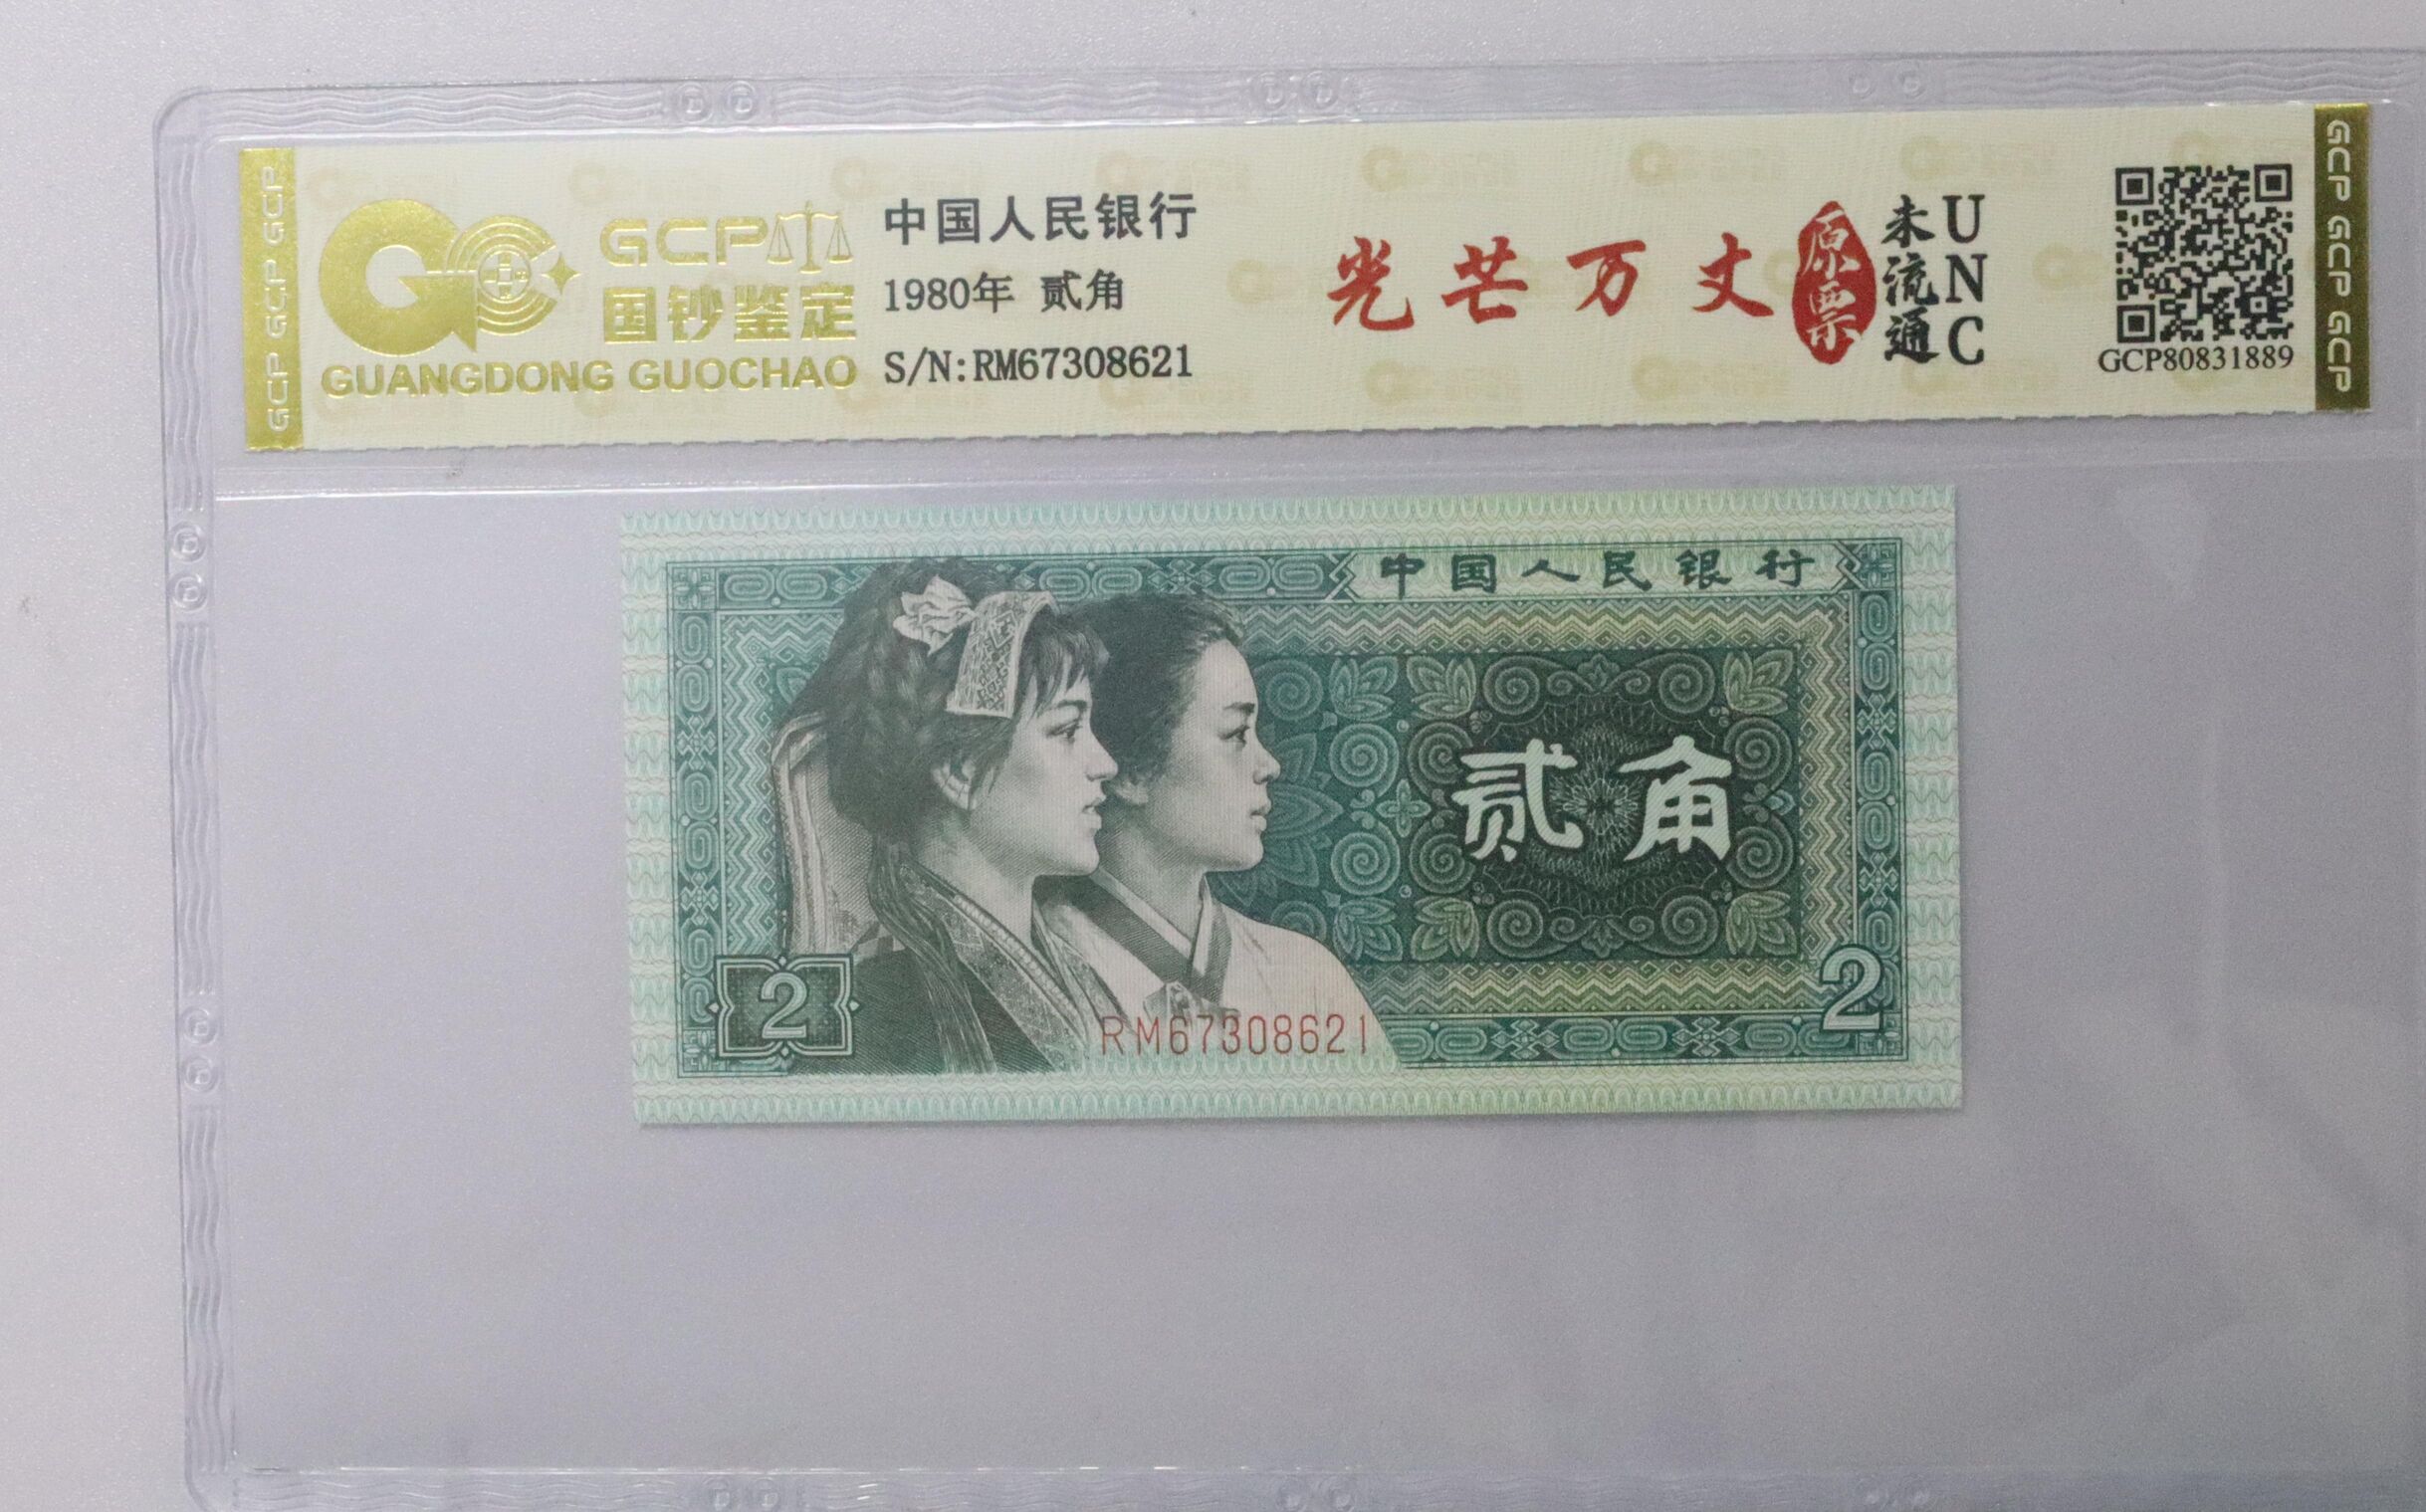 GCP GCP GCP
GCP
国钞鉴定
GUANGDONG GUOCHAO
中国人民银行
1980年 贰角
S/N:RM67308621
光芒万丈
原票
未流通
UNC
GCP80831889
GCP GCP GCP
中国人民银行
贰角
2
2
RM67308621